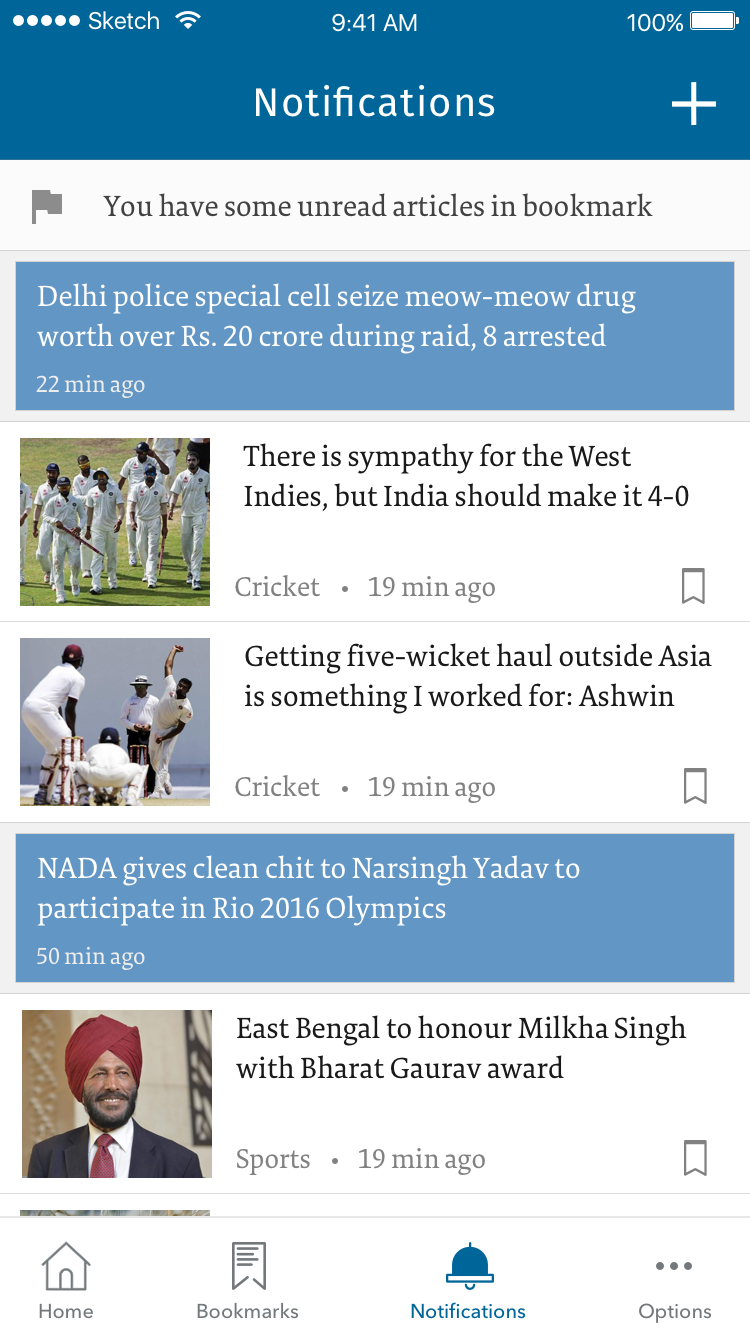 Sketch 9:41 AM 100%
Notifications
You have some unread articles in bookmark
Delhi police special cell seize meow-meow drug
worth over Rs. 20 crore during raid, 8 arrested
22 min ago
There is sympathy for the West
Indies, but India should make it 4-0
Cricket • 19 min ago
Getting five-wicket haul outside Asia
is something I worked for: Ashwin
Cricket • 19 min ago
NADA gives clean chit to Narsingh Yadav to
participate in Rio 2016 Olympics
50 min ago
East Bengal to honour Milkha Singh
with Bharat Gaurav award
Sports • 19 min ago
Home Bookmarks Notifications Options